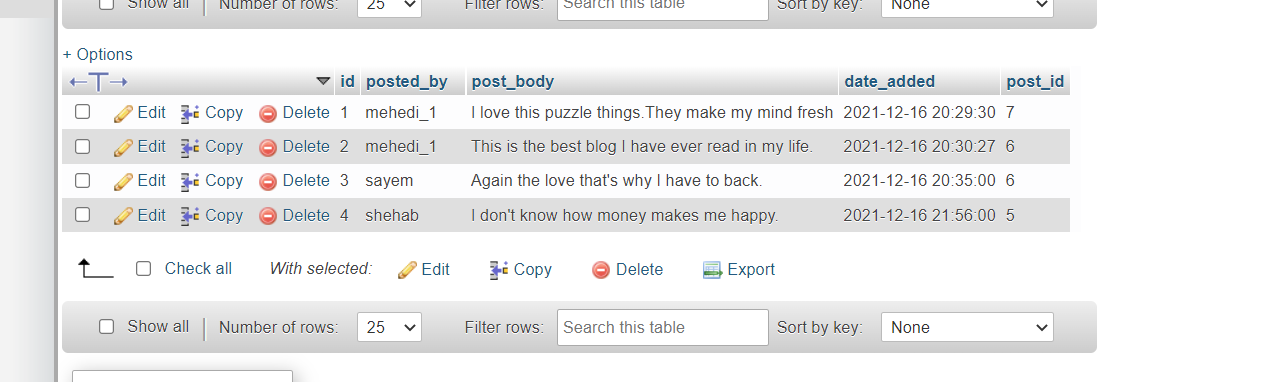 Show all Number of rows: 25 Filter rows: Search this table Sort by key: None
+ Options
id posted_by post_body date_added post_id
Edit Copy Delete 1 mehedi_1 I love this puzzle things.They make my mind fresh 2021-12-16 20:29:30 7
Edit Copy Delete 2 mehedi_1 This is the best blog I have ever read in my life. 2021-12-16 20:30:27 6
Edit Copy Delete 3 sayem Again the love that's why I have to back. 2021-12-16 20:35:00 6
Edit Copy Delete 4 shehab I don't know how money makes me happy. 2021-12-16 21:56:00 5
Check all With selected: Edit Copy Delete Export
Show all Number of rows: 25 Filter rows: Search this table Sort by key: None